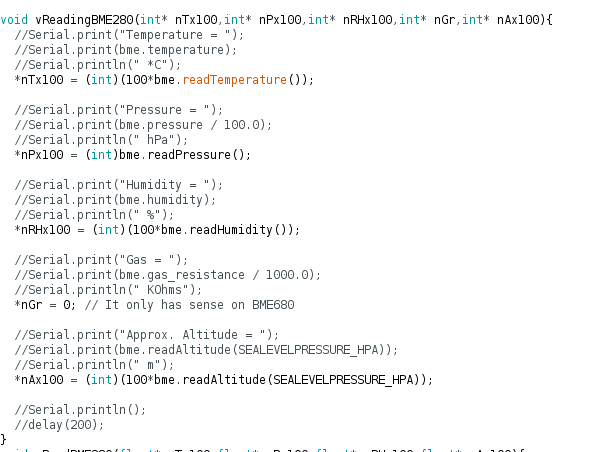 void vReadingBME280(int* nTx100,int* nPx100,int* nRHx100,int* nGr,int* nAx100){
//Serial.print("Temperature = ");
//Serial.print(bme.temperature);
//Serial.println(" *C");
*nTx100 = (int)(100*bme.readTemperature());
//Serial.print("Pressure = ");
//Serial.print(bme.pressure / 100.0);
//Serial.println(" hPa");
*nPx100 = (int)bme.readPressure();
//Serial.print("Humidity = ");
//Serial.print(bme.humidity);
//Serial.println(" %");
*nRHx100 = (int)(100*bme.readHumidity());
//Serial.print("Gas = ");
//Serial.print(bme.gas_resistance / 1000.0);
//Serial.println(" KOhms");
*nGr = 0; // It only has sense on BME680
//Serial.print("Approx. Altitude = ");
//Serial.print(bme.readAltitude(SEALEVELPRESSURE_HPA));
//Serial.println(" m");
*nAx100 = (int)(100*bme.readAltitude(SEALEVELPRESSURE_HPA));
//Serial.println();
//delay(200);
}